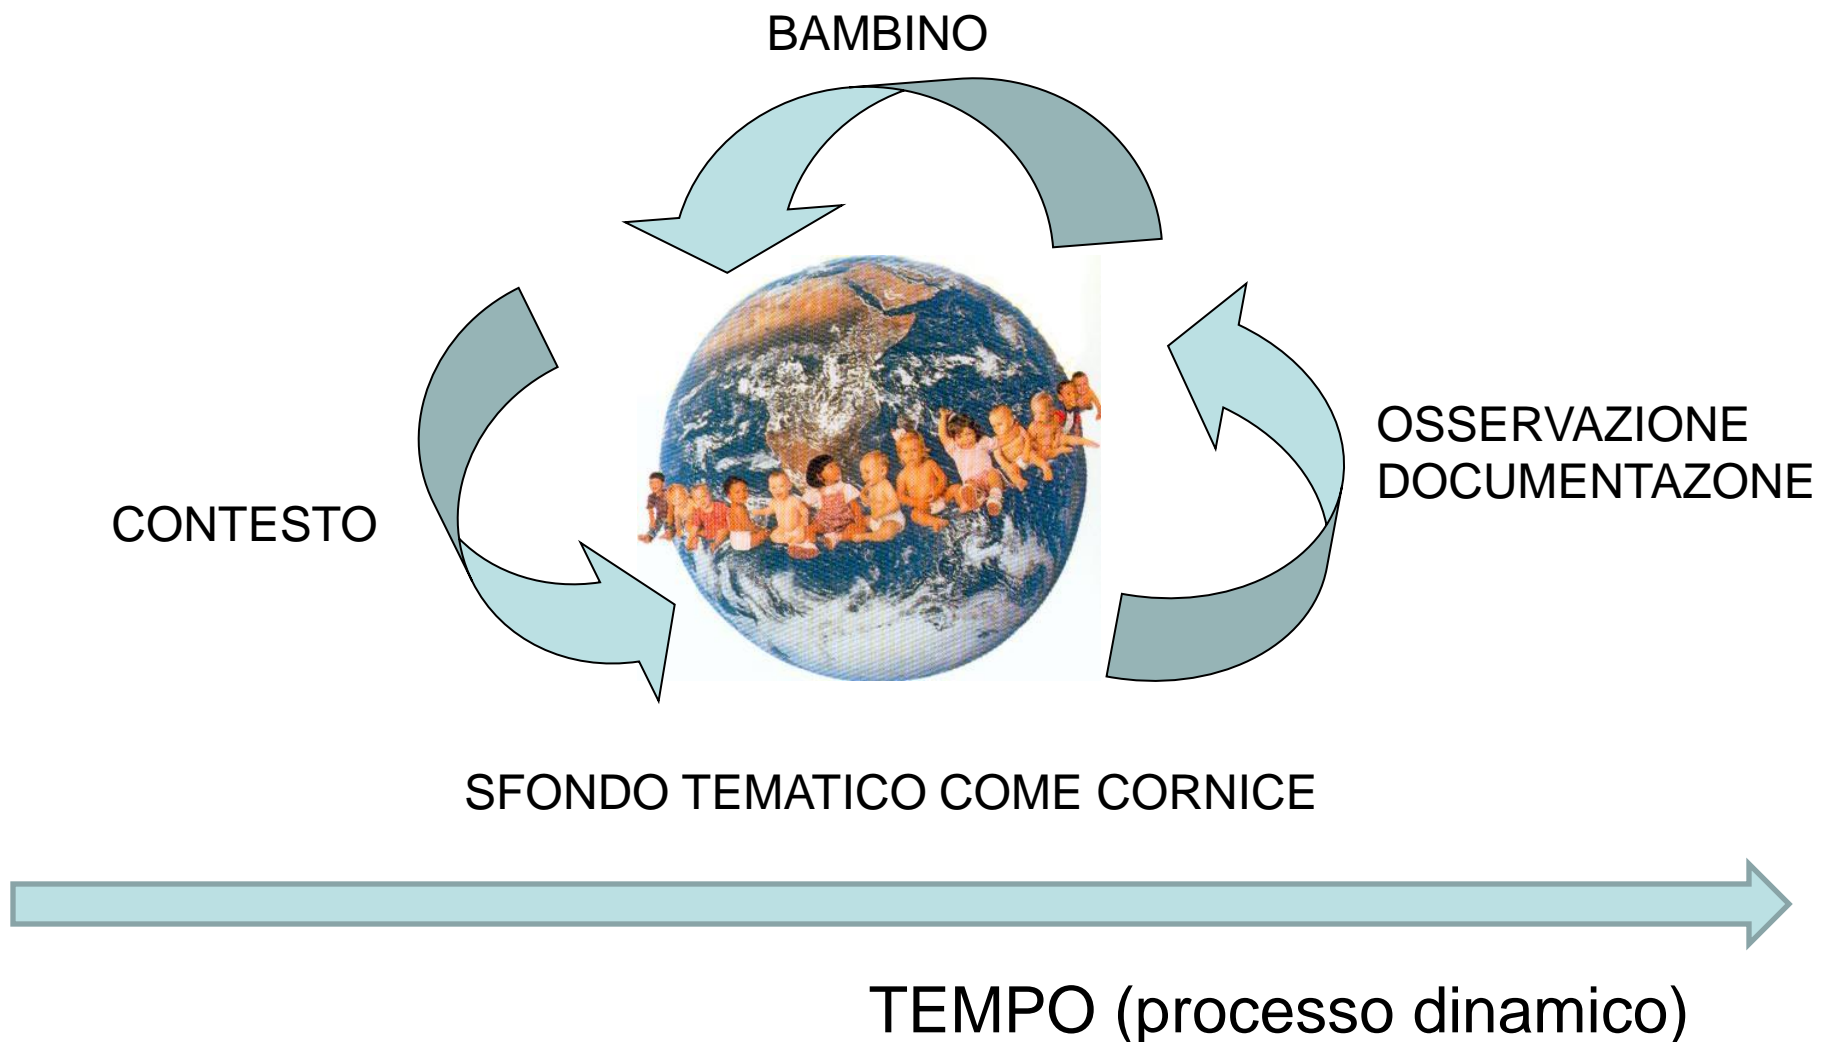 BAMBINO
OSSERVAZIONE
DOCUMENTAZONE
CONTESTO
SFONDO TEMATICO COME CORNICE
TEMPO (processo dinamico)